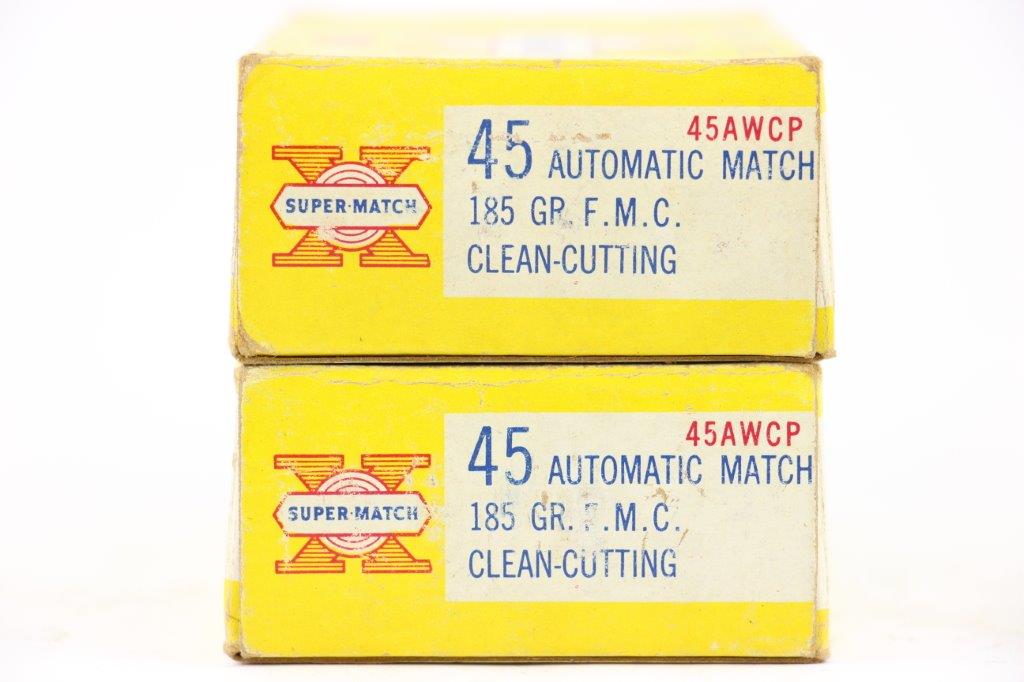 45AWCP
45 AUTOMATIC MATCH
185 GR. F.M.C.
CLEAN-CUTTING
X
SUPER·MATCH
45AWCP
45 AUTOMATIC MATCH
185 GR. F.M.C.
CLEAN-CUTTING
X
SUPER·MATCH